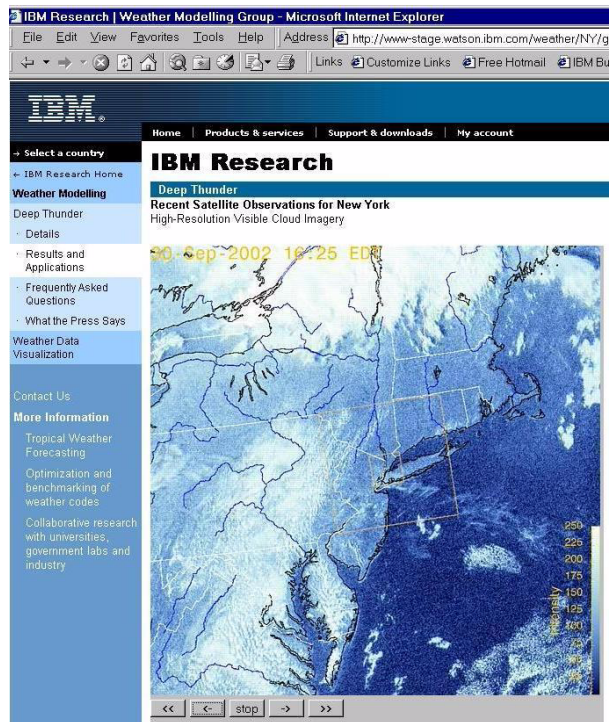 IBM Research | Weather Modelling Group - Microsoft Internet Explorer
File Edit View Favorites Tools Help Address http://www-stage.watson.ibm.com/weather/NY/g
Links Customize Links Free Hotmail IBM Bu
IBM
Home | Products & services | Support & downloads | My account
→ Select a country
← IBM Research Home
Weather Modelling
Deep Thunder
· Details
· Results and
Applications
· Frequently Asked
Questions
· What the Press Says
Weather Data
Visualization
Contact Us
More Information
Tropical Weather
Forecasting
Optimization and
benchmarking of
weather codes
Collaborative research
with universities,
government labs and
industry
IBM Research
Deep Thunder
Recent Satellite Observations for New York
High-Resolution Visible Cloud Imagery
30-Sep-2002 16:25 EDT
250
225
200
175
150
125
100
Intensity
<< <- stop -> >>